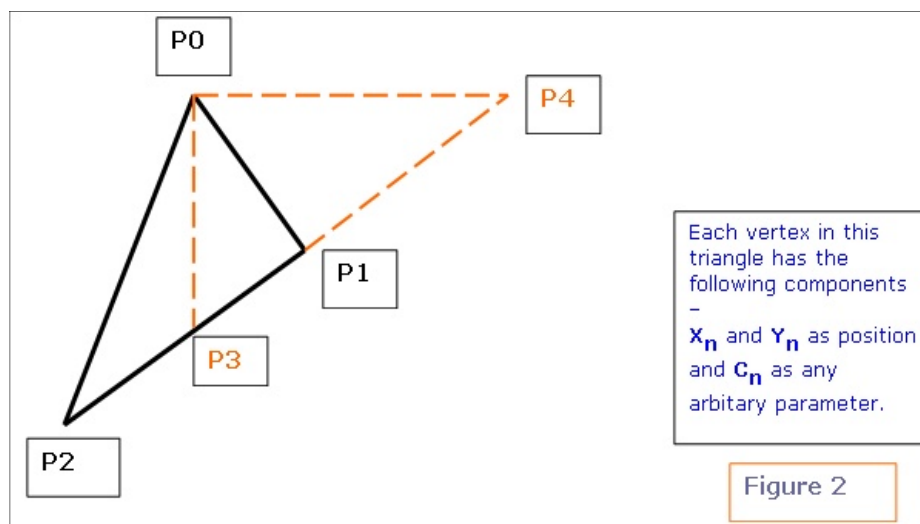 P0
P4
P1
P3
P2
Each vertex in this
triangle has the
following components
–
Xn and Yn as position
and Cn as any
arbitary parameter.
Figure 2